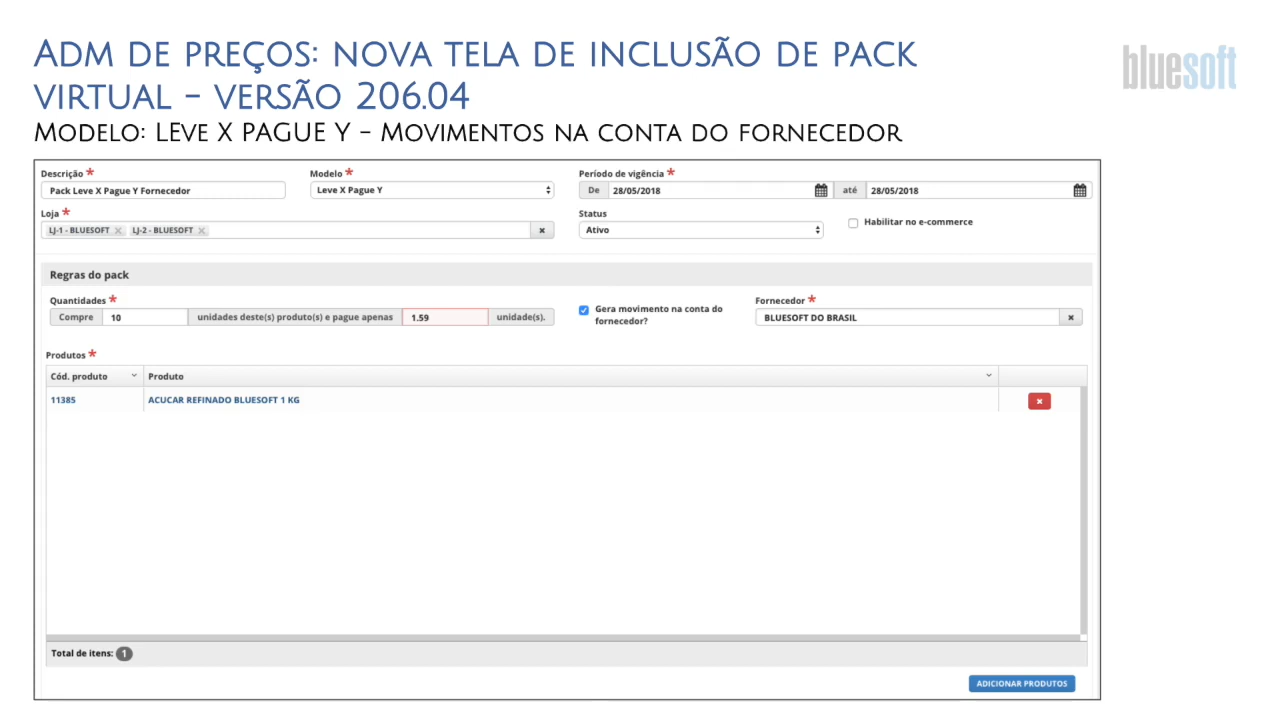 Adm de preços: nova tela de inclusão de pack
virtual – versão 206.04
Modelo: LEve X PAGUE Y – Movimentos na conta do fornecedor
bluesoft
Descrição *
Modelo *
Período de vigência *
Pack Leve X Pague Y Fornecedor
Leve X Pague Y
De 28/05/2018 até 28/05/2018
Loja *
Status
LJ-1 - BLUESOFT × LJ-2 - BLUESOFT ×
Ativo
Habilitar no e-commerce
Regras do pack
Quantidades *
Compre 10 unidades deste(s) produto(s) e pague apenas 1.59 unidade(s).
Gera movimento na conta do
fornecedor?
Fornecedor *
BLUESOFT DO BRASIL
Produtos *
Cód. produto Produto
11385 ACUCAR REFINADO BLUESOFT 1 KG
Total de itens: 1
ADICIONAR PRODUTOS